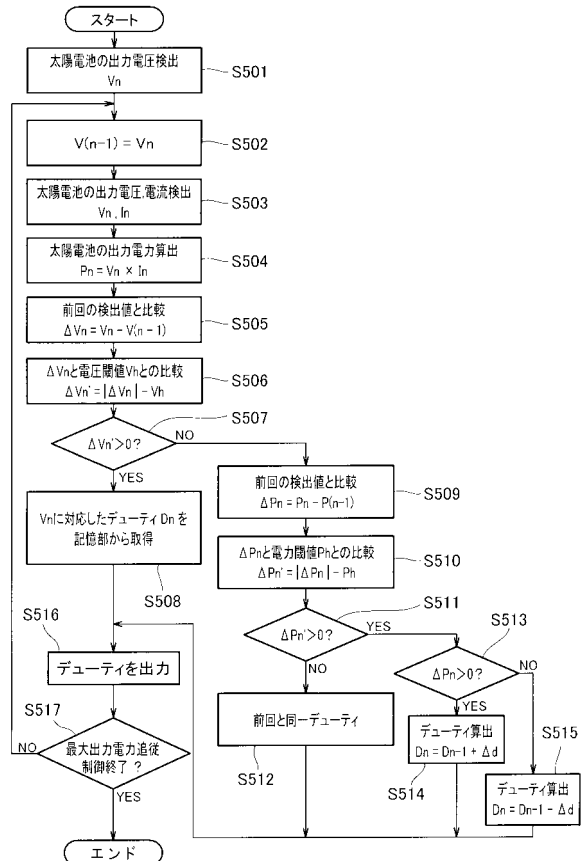 スタート
太陽電池の出力電圧検出
Vn
S501
V(n-1) = Vn
S502
太陽電池の出力電圧,電流検出
Vn , In
S503
太陽電池の出力電力算出
Pn = Vn × In
S504
前回の検出値と比較
ΔVn = Vn - V(n - 1)
S505
ΔVnと電圧閾値Vhとの比較
ΔVn' = |ΔVn| - Vh
S506
S507
ΔVn'>0?
NO
YES
Vnに対応したデューティDnを
記憶部から取得
S508
前回の検出値と比較
ΔPn = Pn - P(n-1)
S509
ΔPnと電力閾値Phとの比較
ΔPn' = |ΔPn| - Ph
S510
S511
ΔPn'>0?
YES
NO
S513
ΔPn>0?
NO
YES
前回と同一デューティ
S512
デューティ算出
Dn = Dn-1 + Δd
S514
デューティ算出
Dn = Dn-1 - Δd
S515
S516
デューティを出力
S517
最大出力電力追従
制御終了 ?
NO
YES
エンド